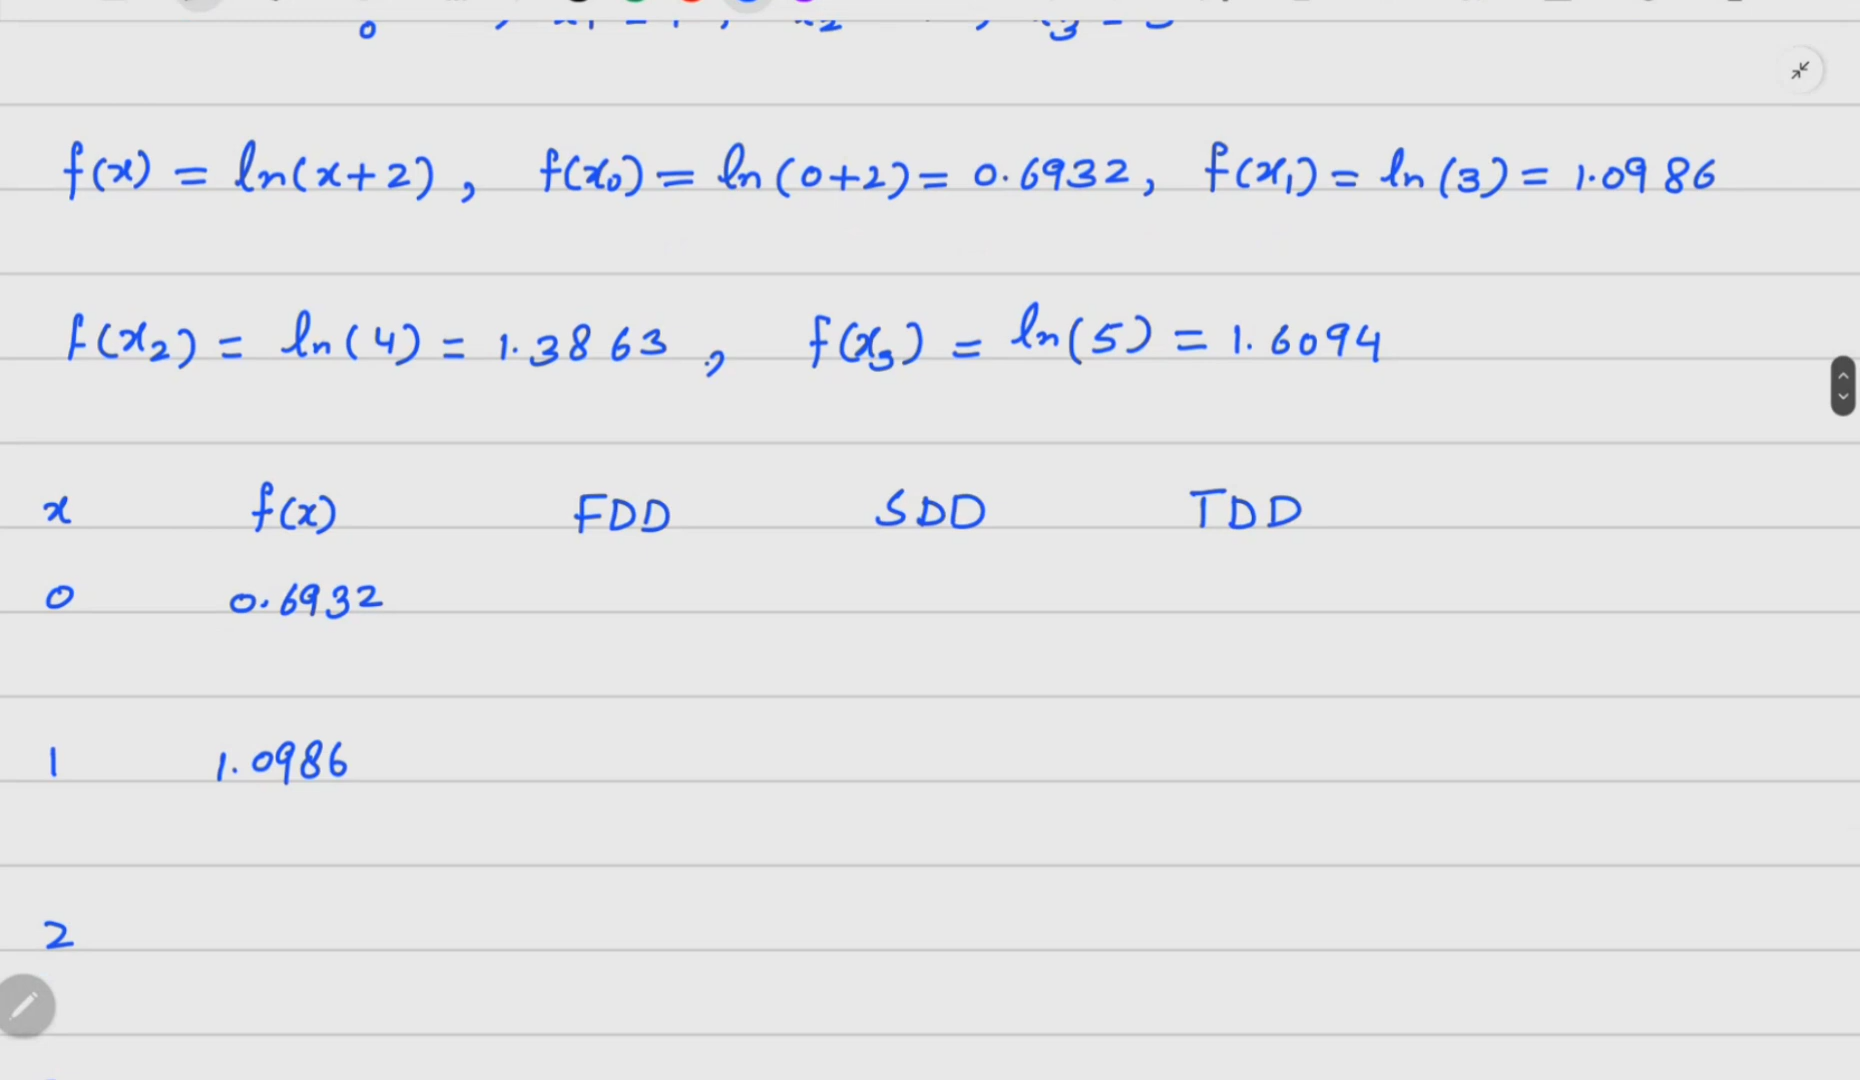 f(x) = ln(x+2), f(x₀) = ln(0+2) = 0.6932, f(x₁) = ln(3) = 1.0986
f(x₂) = ln(4) = 1.3863, f(x₃) = ln(5) = 1.6094
x f(x) FDD SDD TDD
0 0.6932
1 1.0986
2